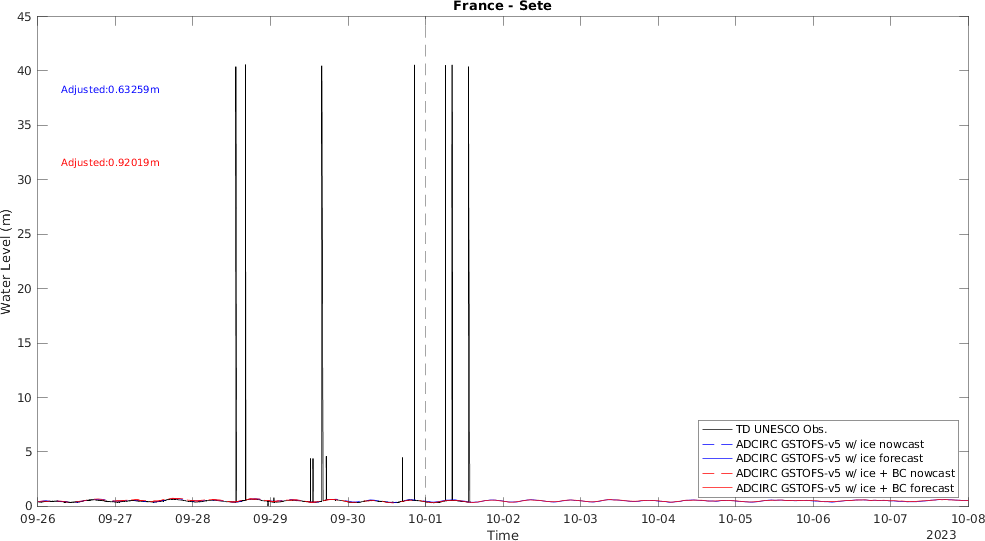 France - Sete
45
40
35
30
25
20
15
10
5
0
Water Level (m)
Adjusted:0.63259m
Adjusted:0.92019m
TD UNESCO Obs.
ADCIRC GSTOFS-v5 w/ ice nowcast
ADCIRC GSTOFS-v5 w/ ice forecast
ADCIRC GSTOFS-v5 w/ ice + BC nowcast
ADCIRC GSTOFS-v5 w/ ice + BC forecast
09-26 09-27 09-28 09-29 09-30 10-01 10-02 10-03 10-04 10-05 10-06 10-07 10-08
Time
2023